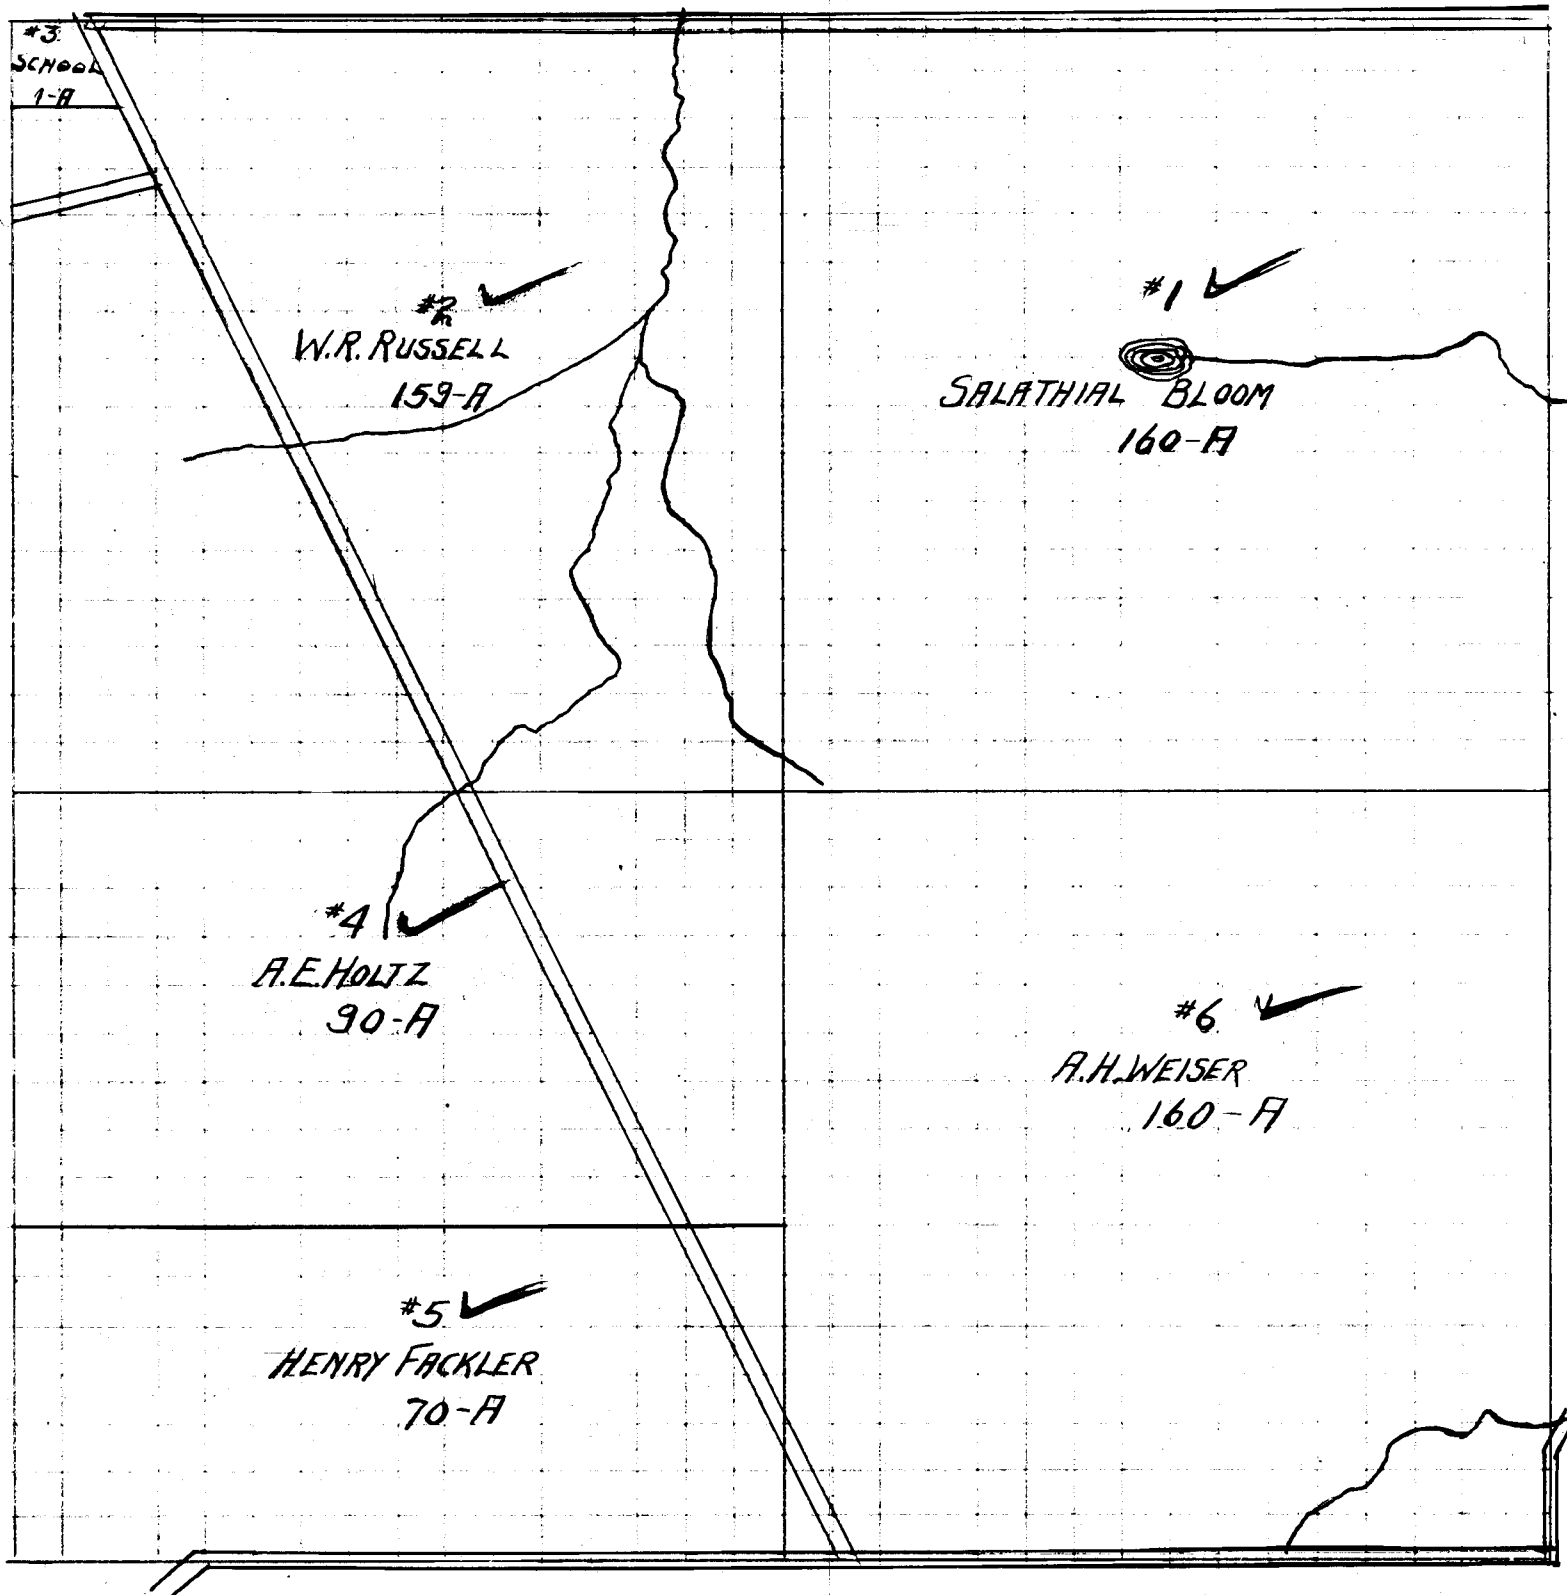 #3
SCHOOL
1-A
#2
W.R. RUSSELL
159-A
#1
SALATHIAL BLOOM
160-A
#4
A.E. HOLTZ
90-A
#6
A.H. WEISER
160-A
#5
HENRY FACKLER
70-A